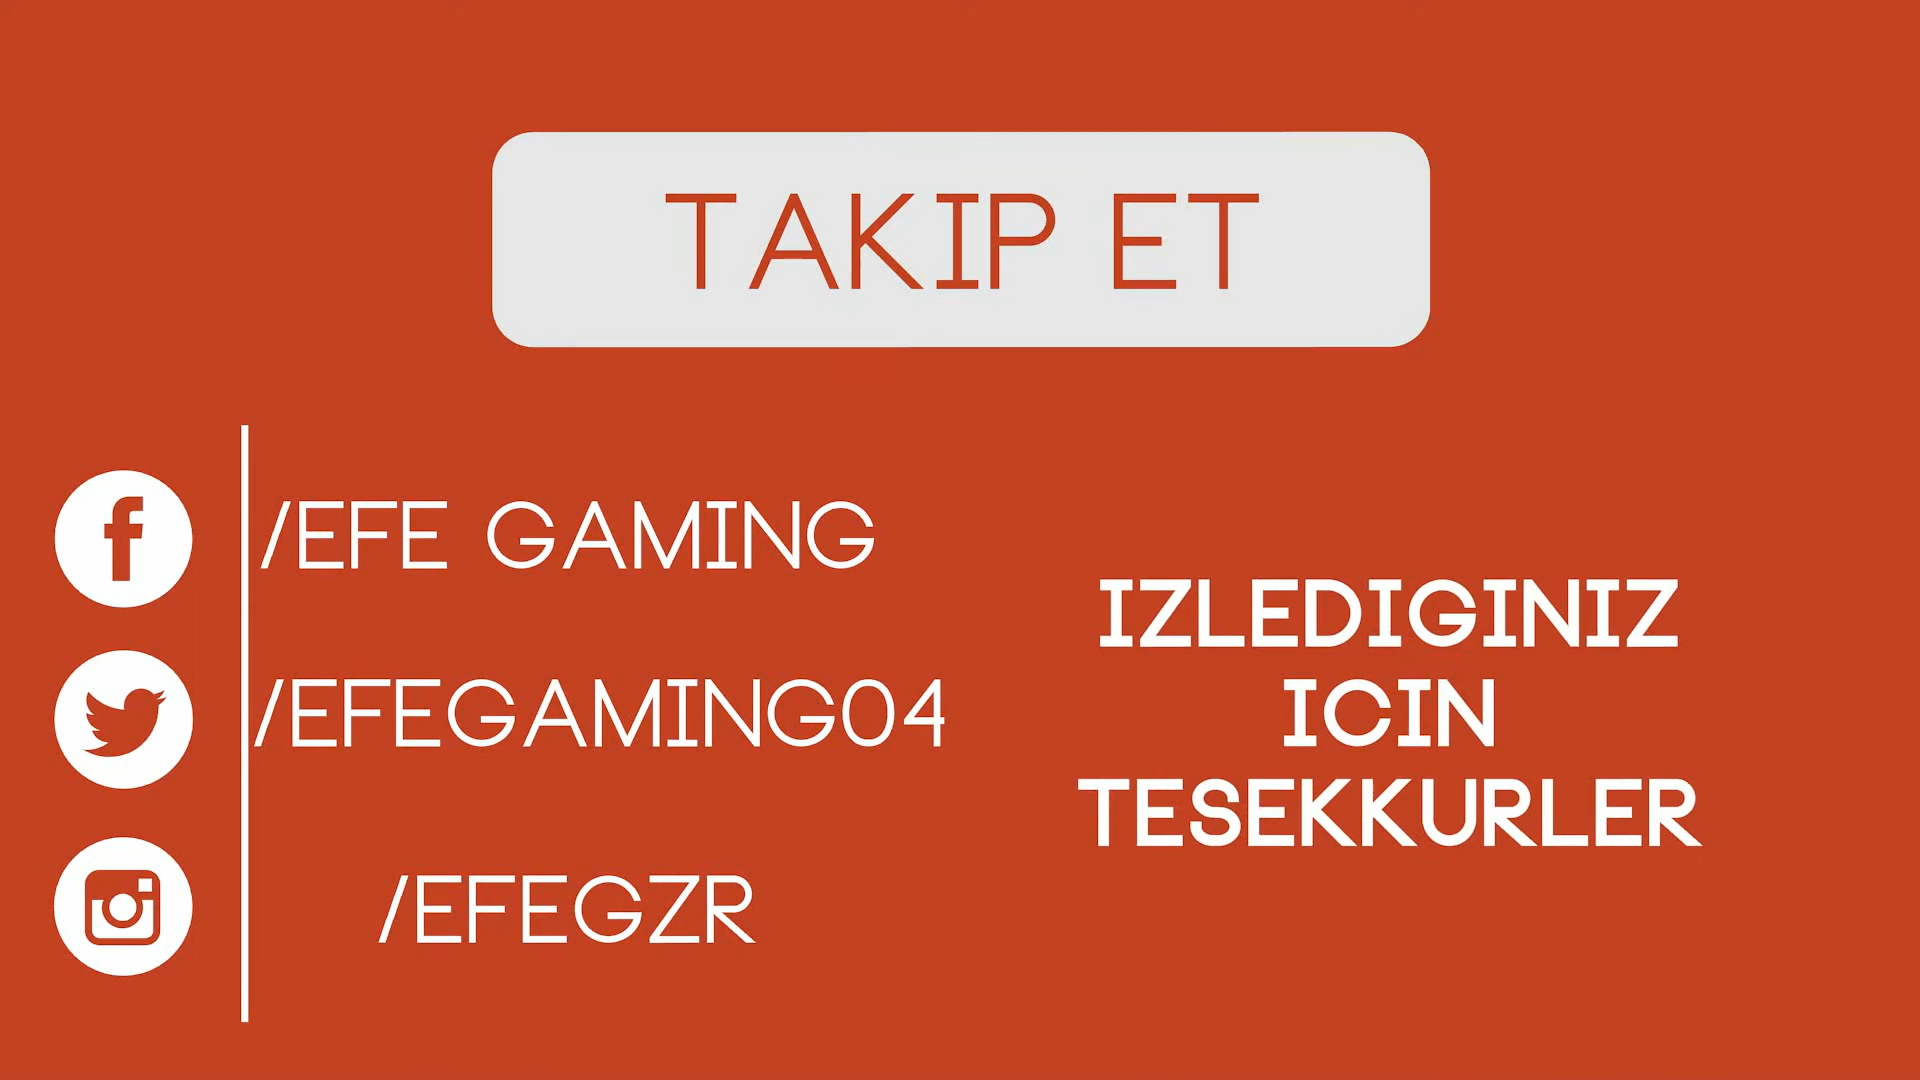 TAKIP ET
/EFE GAMING
/EFEGAMING04
/EFEGZR
IZLEDIGINIZ
ICIN
TESEKKURLER